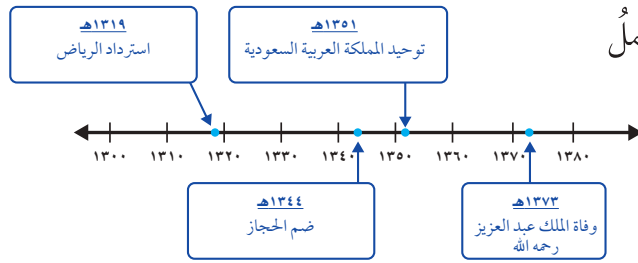 ١٣١٩هـ
استرداد الرياض
١٣٥١هـ
توحيد المملكة العربية السعودية
١٣٠٠ ١٣١٠ ١٣٢٠ ١٣٣٠ ١٣٤٠ ١٣٥٠ ١٣٦٠ ١٣٧٠ ١٣٨٠
١٣٤٤هـ
ضم الحجاز
١٣٧٣هـ
وفاة الملك عبد العزيز
رحمه الله